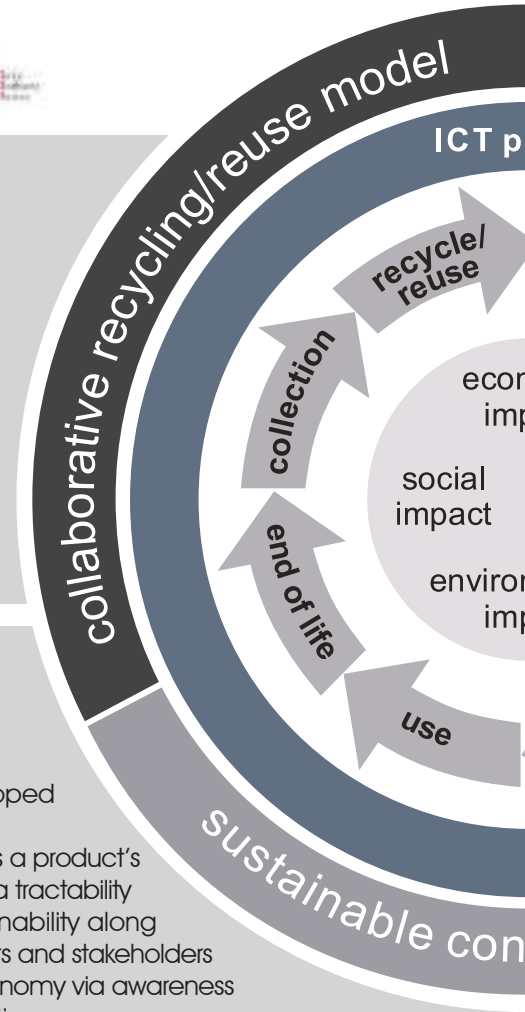 collaborative recycling/reuse model
ICT p
recycle/
reuse
collection
econ
imp
social
impact
end of life
environ
imp
use
sustainable con
oped
s a product's
a tractability
nability along
rs and stakeholders
nomy via awareness